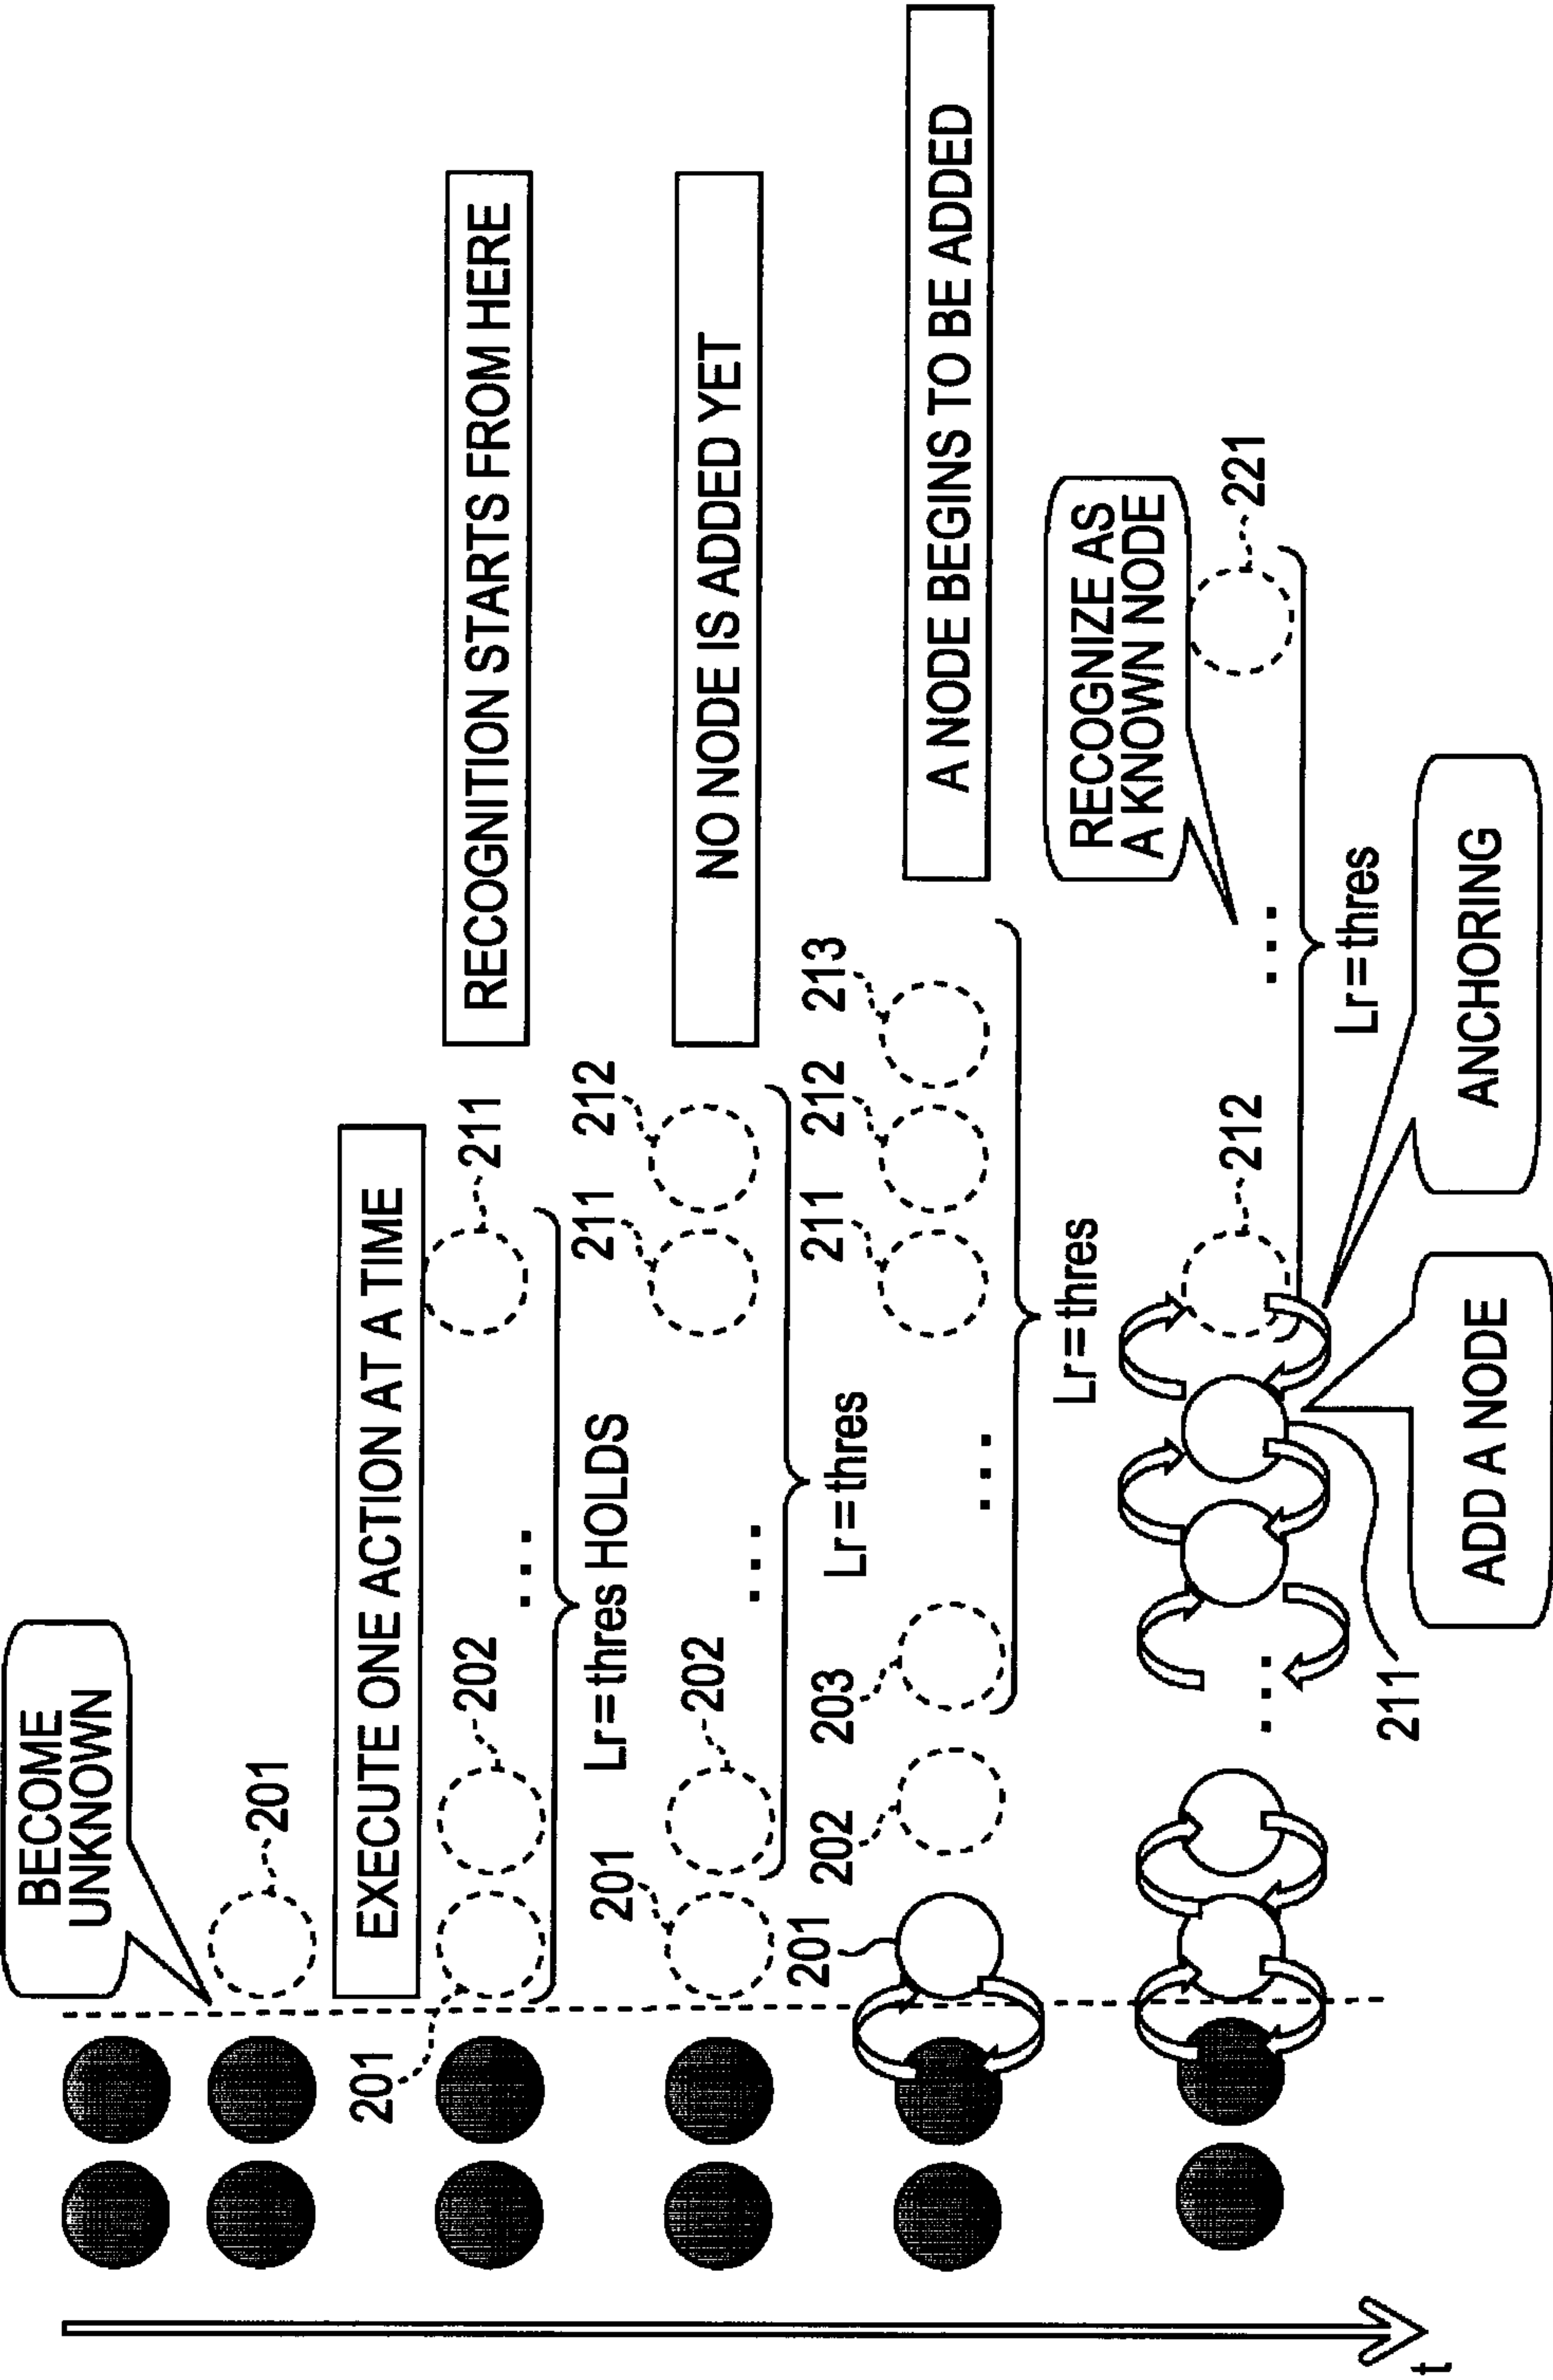 BECOME
UNKNOWN
201
EXECUTE ONE ACTION AT A TIME
201
202
...
211
RECOGNITION STARTS FROM HERE
Lr=thres HOLDS
201
202
...
211
212
NO NODE IS ADDED YET
Lr=thres
201
202
203
...
211
212
213
A NODE BEGINS TO BE ADDED
Lr=thres
RECOGNIZE AS
A KNOWN NODE
...
212
...
221
Lr=thres
211
ADD A NODE
ANCHORING
t